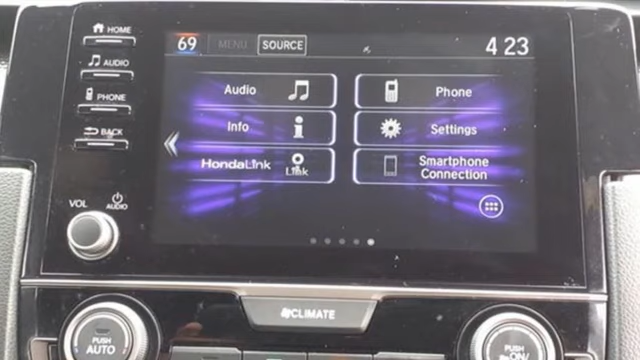 HOME
69 MENU SOURCE 4 23
AUDIO
Audio
Phone
PHONE
Info
Settings
BACK
HondaLink Link
Smartphone
Connection
VOL AUDIO
CLIMATE
PUSH
AUTO
PUSH
ON/